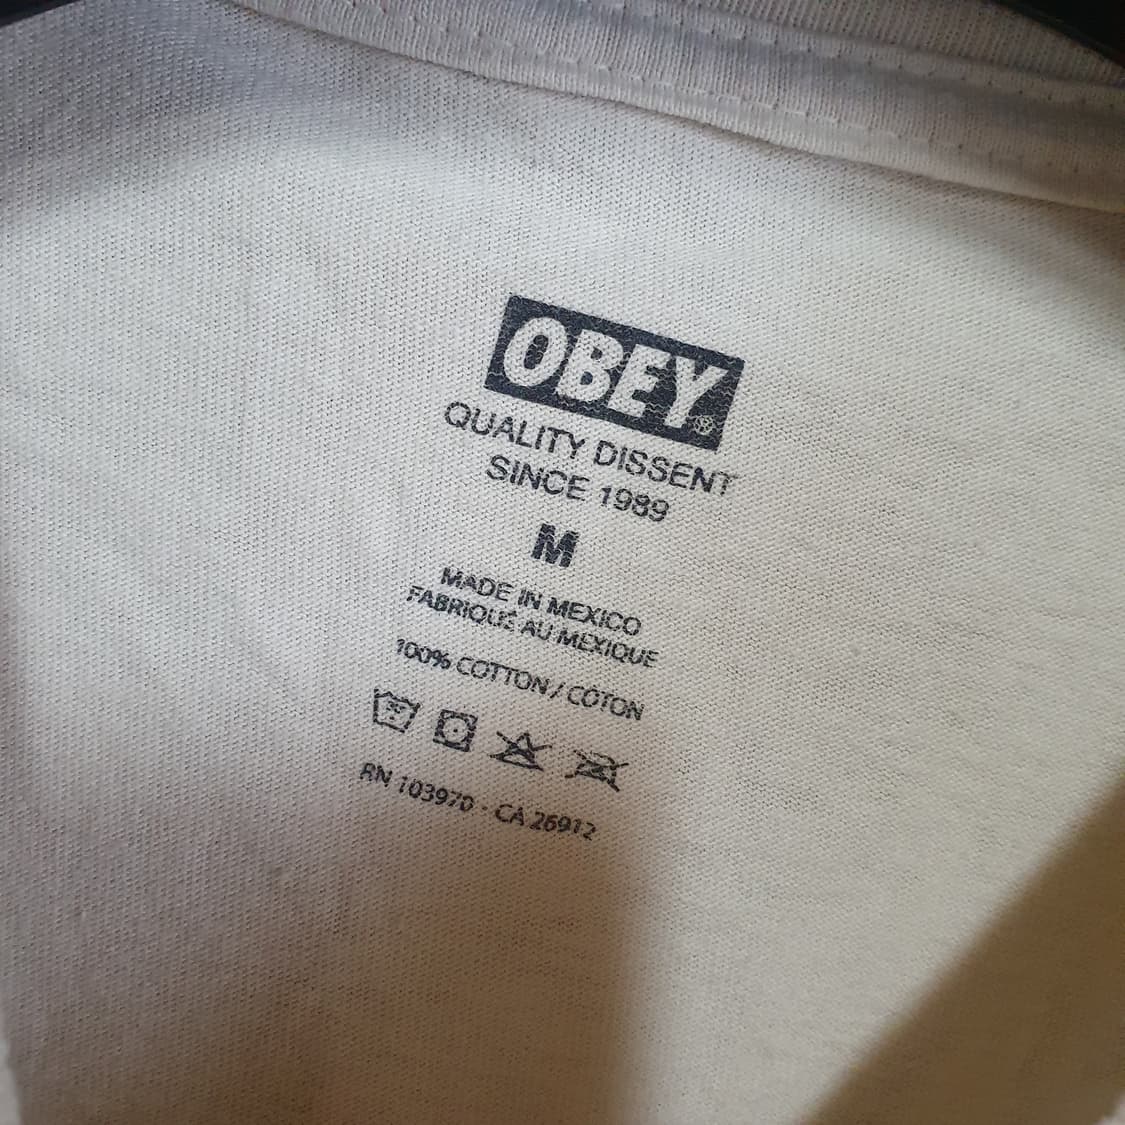 OBEY®
QUALITY DISSENT
SINCE 1989
M
MADE IN MEXICO
FABRIQUÉ AU MEXIQUE
100% COTTON / COTON
RN 103970 · CA 26912